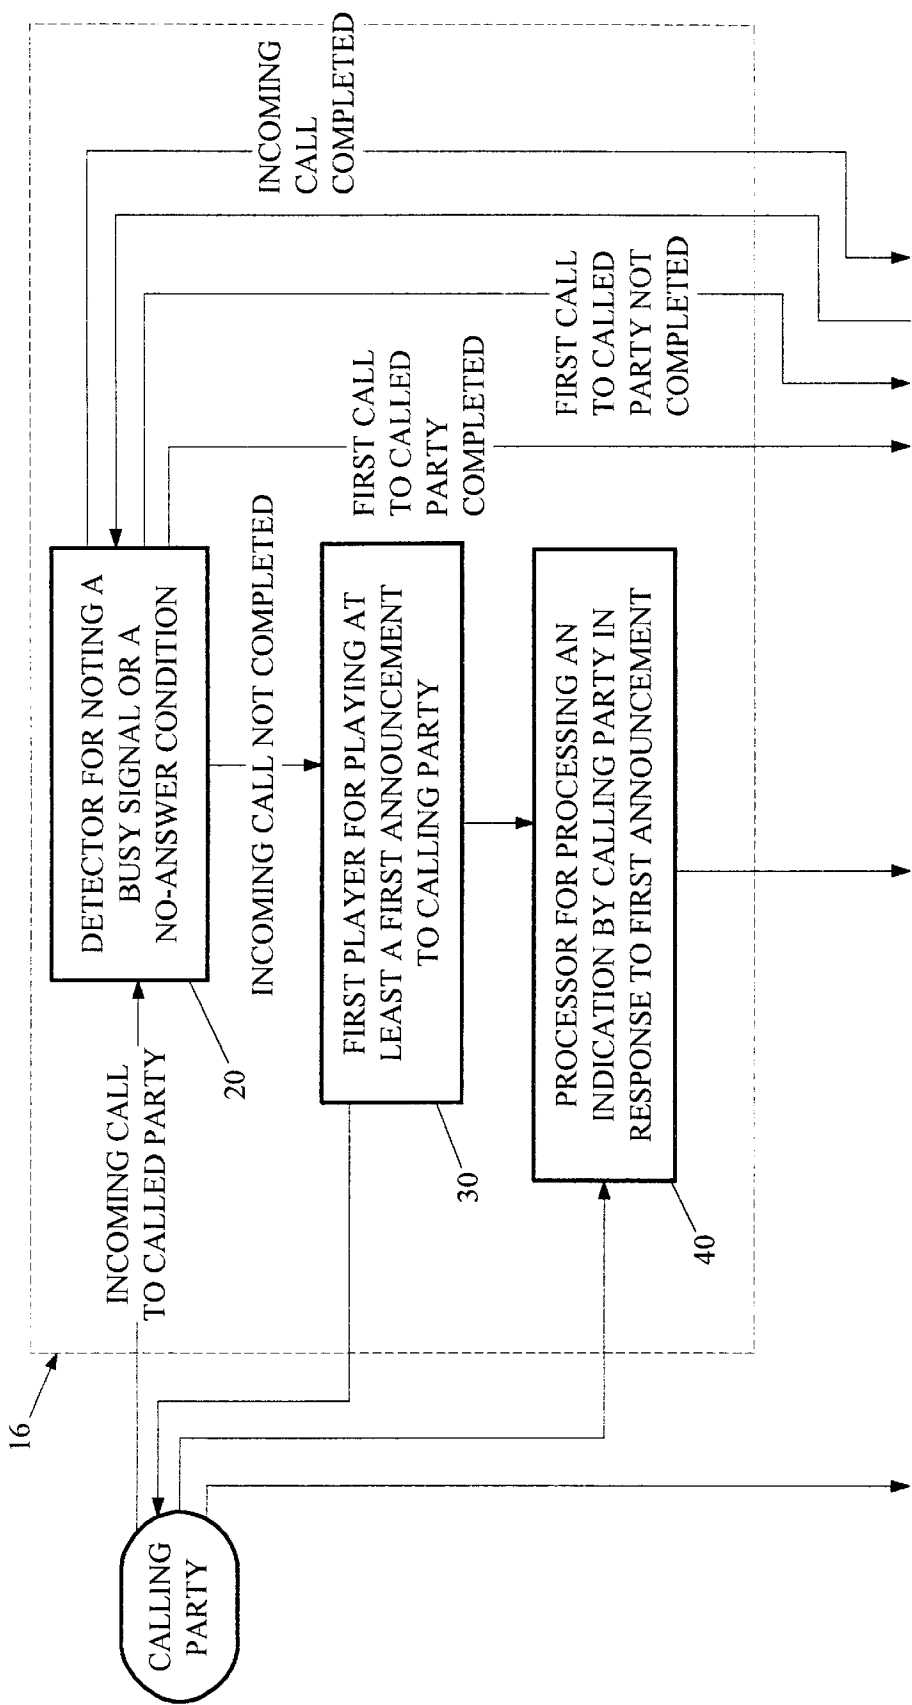 16
CALLING
PARTY
INCOMING CALL
TO CALLED PARTY
DETECTOR FOR NOTING A
BUSY SIGNAL OR A
NO-ANSWER CONDITION
20
INCOMING
CALL
COMPLETED
INCOMING CALL NOT COMPLETED
FIRST CALL
TO CALLED
PARTY
COMPLETED
FIRST CALL
TO CALLED
PARTY NOT
COMPLETED
FIRST PLAYER FOR PLAYING AT
LEAST A FIRST ANNOUNCEMENT
TO CALLING PARTY
30
PROCESSOR FOR PROCESSING AN
INDICATION BY CALLING PARTY IN
RESPONSE TO FIRST ANNOUNCEMENT
40